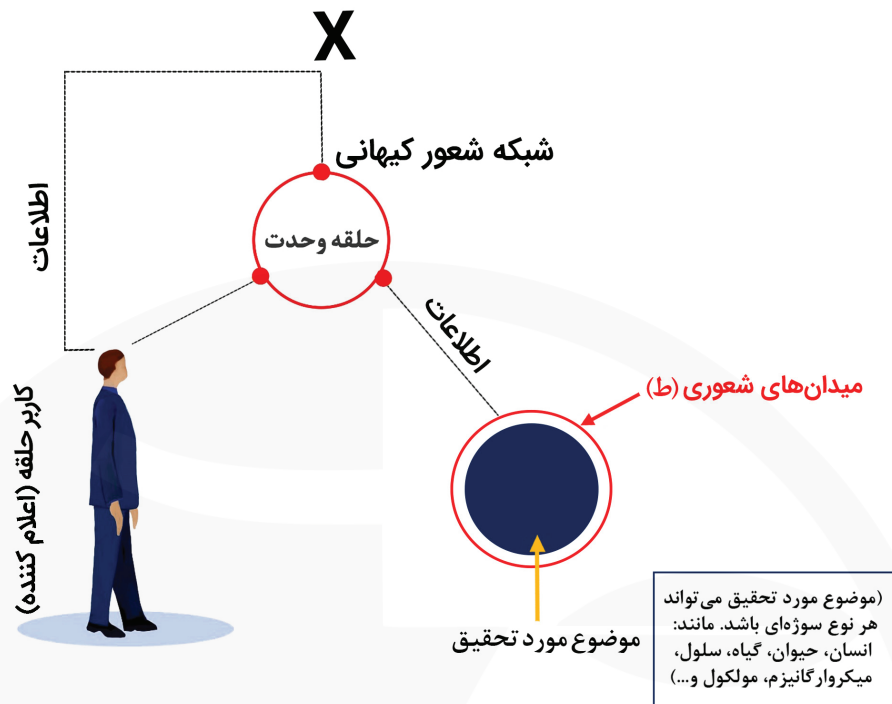 X
شبکه شعور کیهانی
حلقه وحدت
اطلاعات
اطلاعات
میدان‌های شعوری (ط)
کاربر حلقه (اعلام کننده)
موضوع مورد تحقیق
(موضوع مورد تحقیق می‌تواند
هر نوع سوژه‌ای باشد. مانند:
انسان، حیوان، گیاه، سلول،
میکروارگانیزم، مولکول و...)